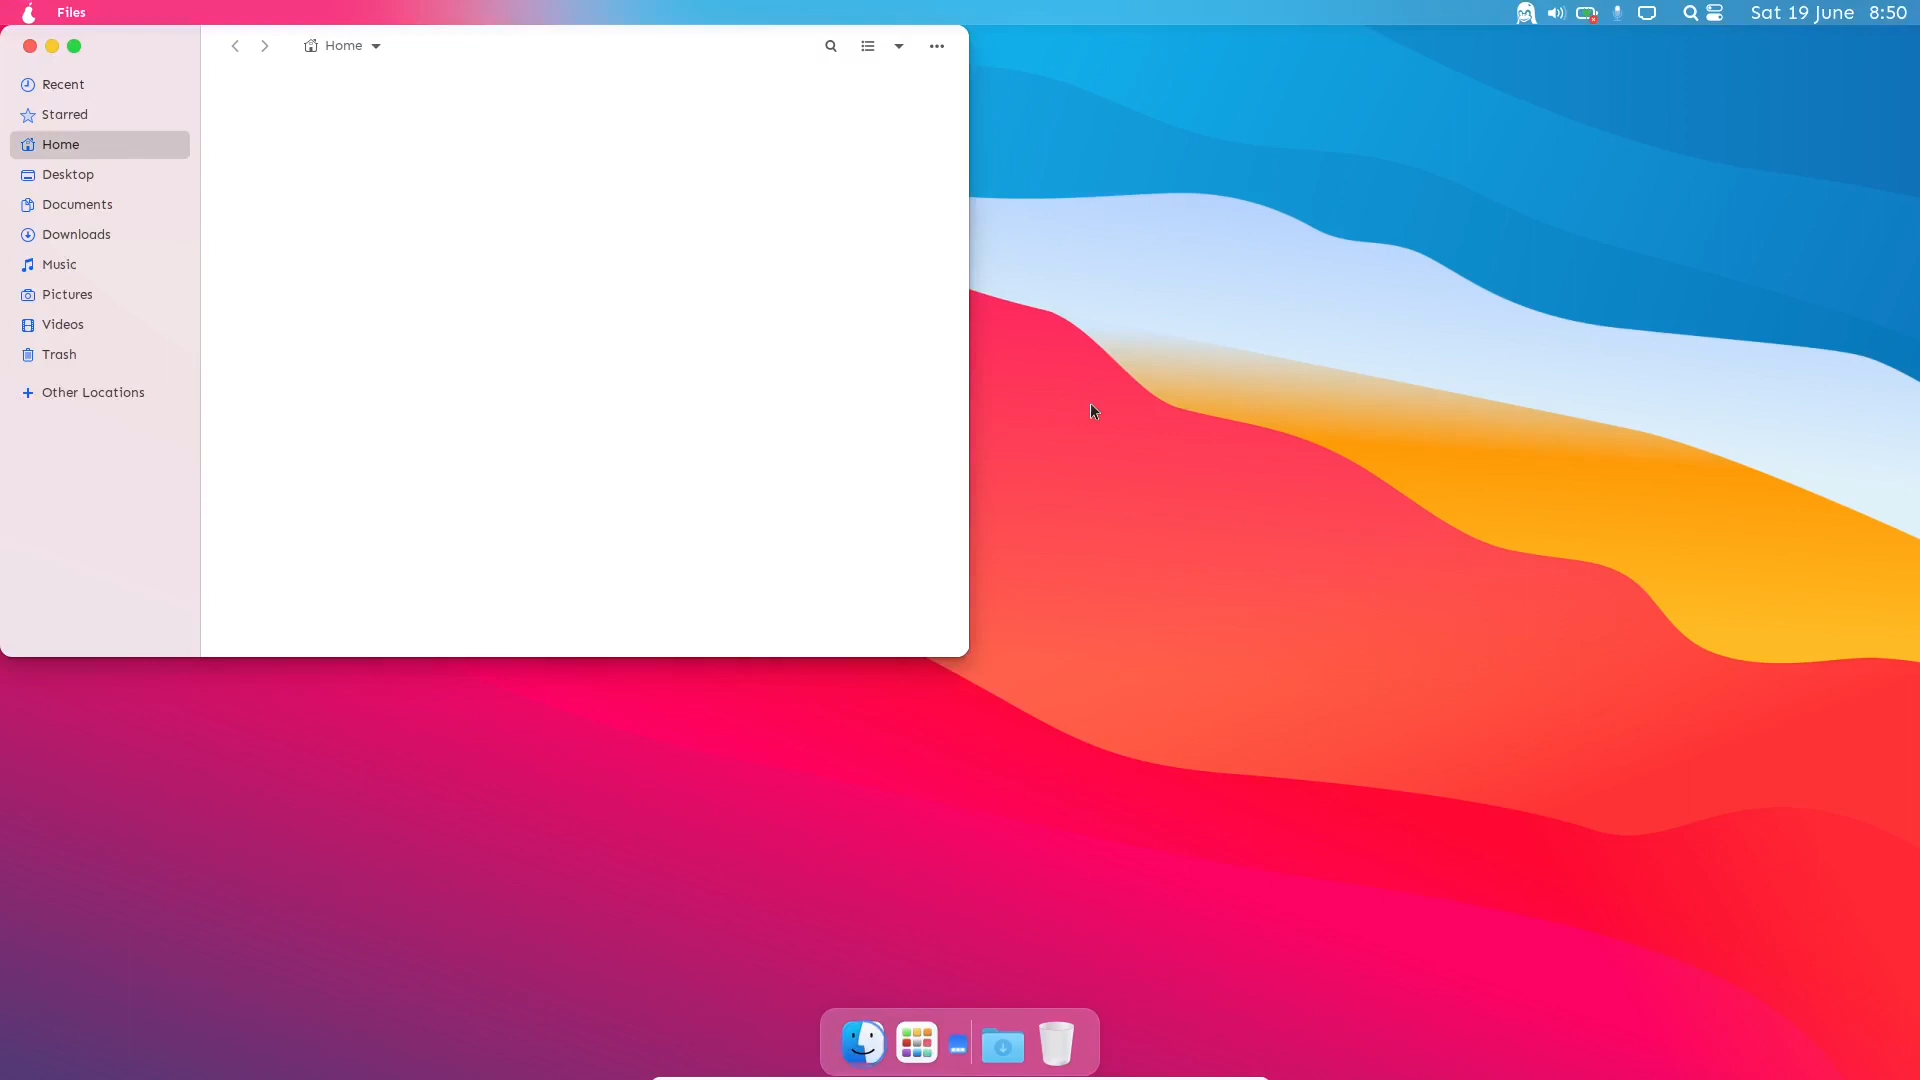 Files
Sat 19 June 8:50
Home
Recent
Starred
Home
Desktop
Documents
Downloads
Music
Pictures
Videos
Trash
Other Locations